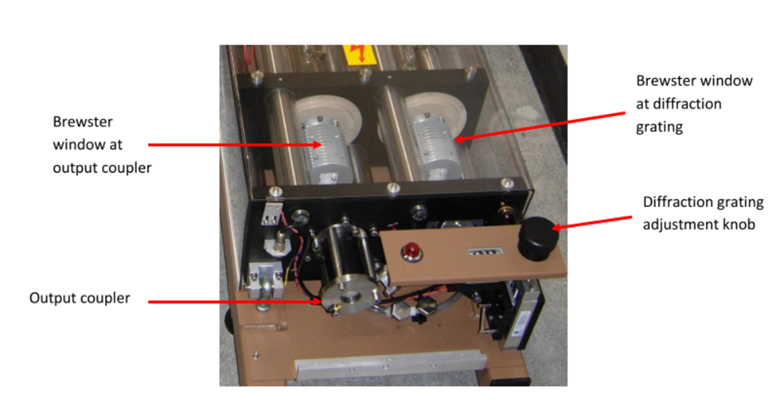 Brewster
window at
output coupler
Brewster window
at diffraction
grating
Diffraction grating
adjustment knob
Output coupler